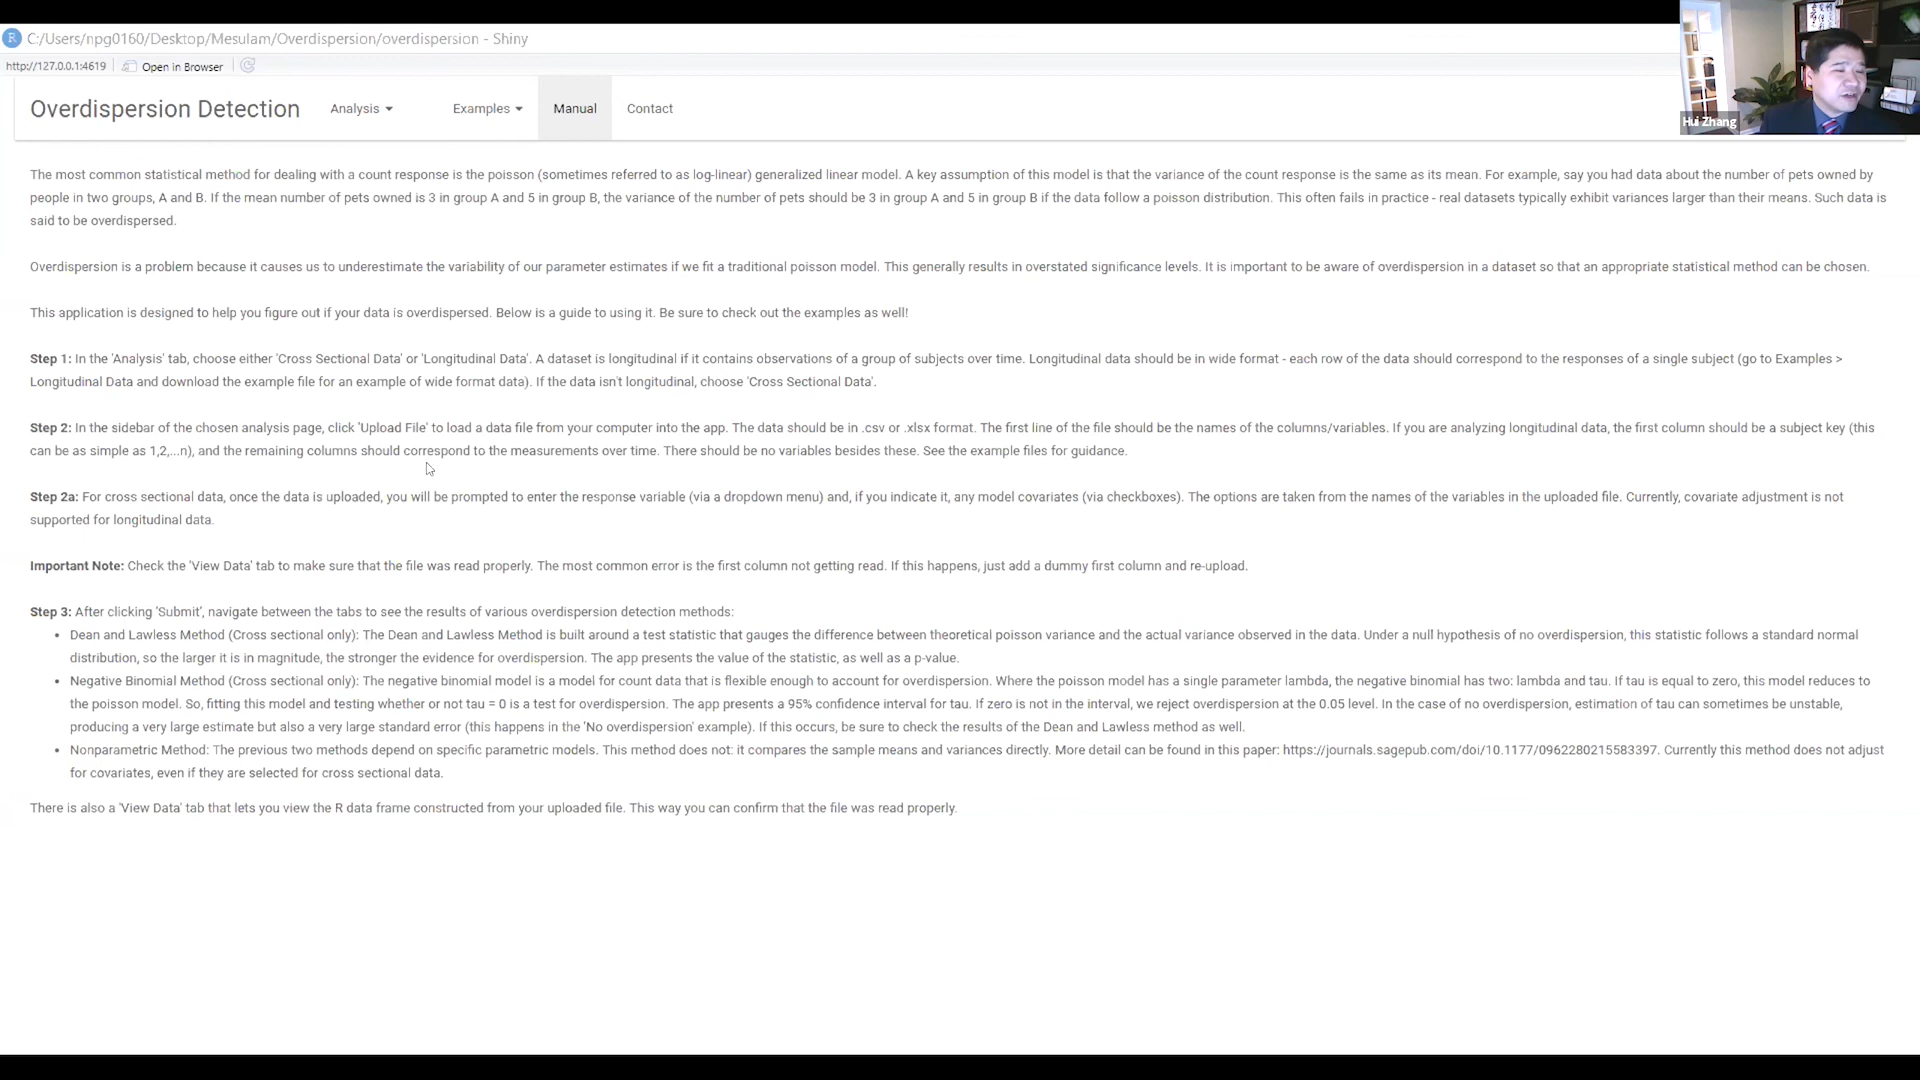 C:/Users/npg0160/Desktop/Mesulam/Overdispersion/overdispersion - Shiny
http://127.0.0.1:4619
Open in Browser
Overdispersion Detection
Analysis
Examples
Manual
Contact
Hui Zhang
The most common statistical method for dealing with a count response is the poisson (sometimes referred to as log-linear) generalized linear model. A key assumption of this model is that the variance of the count response is the same as its mean. For example, say you had data about the number of pets owned by
people in two groups, A and B. If the mean number of pets owned is 3 in group A and 5 in group B, the variance of the number of pets should be 3 in group A and 5 in group B if the data follow a poisson distribution. This often fails in practice - real datasets typically exhibit variances larger than their means. Such data is
said to be overdispersed.
Overdispersion is a problem because it causes us to underestimate the variability of our parameter estimates if we fit a traditional poisson model. This generally results in overstated significance levels. It is important to be aware of overdispersion in a dataset so that an appropriate statistical method can be chosen.
This application is designed to help you figure out if your data is overdispersed. Below is a guide to using it. Be sure to check out the examples as well!
Step 1: In the 'Analysis' tab, choose either 'Cross Sectional Data' or 'Longitudinal Data'. A dataset is longitudinal if it contains observations of a group of subjects over time. Longitudinal data should be in wide format - each row of the data should correspond to the responses of a single subject (go to Examples >
Longitudinal Data and download the example file for an example of wide format data). If the data isn't longitudinal, choose 'Cross Sectional Data'.
Step 2: In the sidebar of the chosen analysis page, click 'Upload File' to load a data file from your computer into the app. The data should be in .csv or .xlsx format. The first line of the file should be the names of the columns/variables. If you are analyzing longitudinal data, the first column should be a subject key (this
can be as simple as 1,2,...n), and the remaining columns should correspond to the measurements over time. There should be no variables besides these. See the example files for guidance.
Step 2a: For cross sectional data, once the data is uploaded, you will be prompted to enter the response variable (via a dropdown menu) and, if you indicate it, any model covariates (via checkboxes). The options are taken from the names of the variables in the uploaded file. Currently, covariate adjustment is not
supported for longitudinal data.
Important Note: Check the 'View Data' tab to make sure that the file was read properly. The most common error is the first column not getting read. If this happens, just add a dummy first column and re-upload.
Step 3: After clicking 'Submit', navigate between the tabs to see the results of various overdispersion detection methods:
• Dean and Lawless Method (Cross sectional only): The Dean and Lawless Method is built around a test statistic that gauges the difference between theoretical poisson variance and the actual variance observed in the data. Under a null hypothesis of no overdispersion, this statistic follows a standard normal
distribution, so the larger it is in magnitude, the stronger the evidence for overdispersion. The app presents the value of the statistic, as well as a p-value.
• Negative Binomial Method (Cross sectional only): The negative binomial model is a model for count data that is flexible enough to account for overdispersion. Where the poisson model has a single parameter lambda, the negative binomial has two: lambda and tau. If tau is equal to zero, this model reduces to
the poisson model. So, fitting this model and testing whether or not tau = 0 is a test for overdispersion. The app presents a 95% confidence interval for tau. If zero is not in the interval, we reject overdispersion at the 0.05 level. In the case of no overdispersion, estimation of tau can sometimes be unstable,
producing a very large estimate but also a very large standard error (this happens in the 'No overdispersion' example). If this occurs, be sure to check the results of the Dean and Lawless method as well.
• Nonparametric Method: The previous two methods depend on specific parametric models. This method does not: it compares the sample means and variances directly. More detail can be found in this paper: https://journals.sagepub.com/doi/10.1177/0962280215583397. Currently this method does not adjust
for covariates, even if they are selected for cross sectional data.
There is also a 'View Data' tab that lets you view the R data frame constructed from your uploaded file. This way you can confirm that the file was read properly.